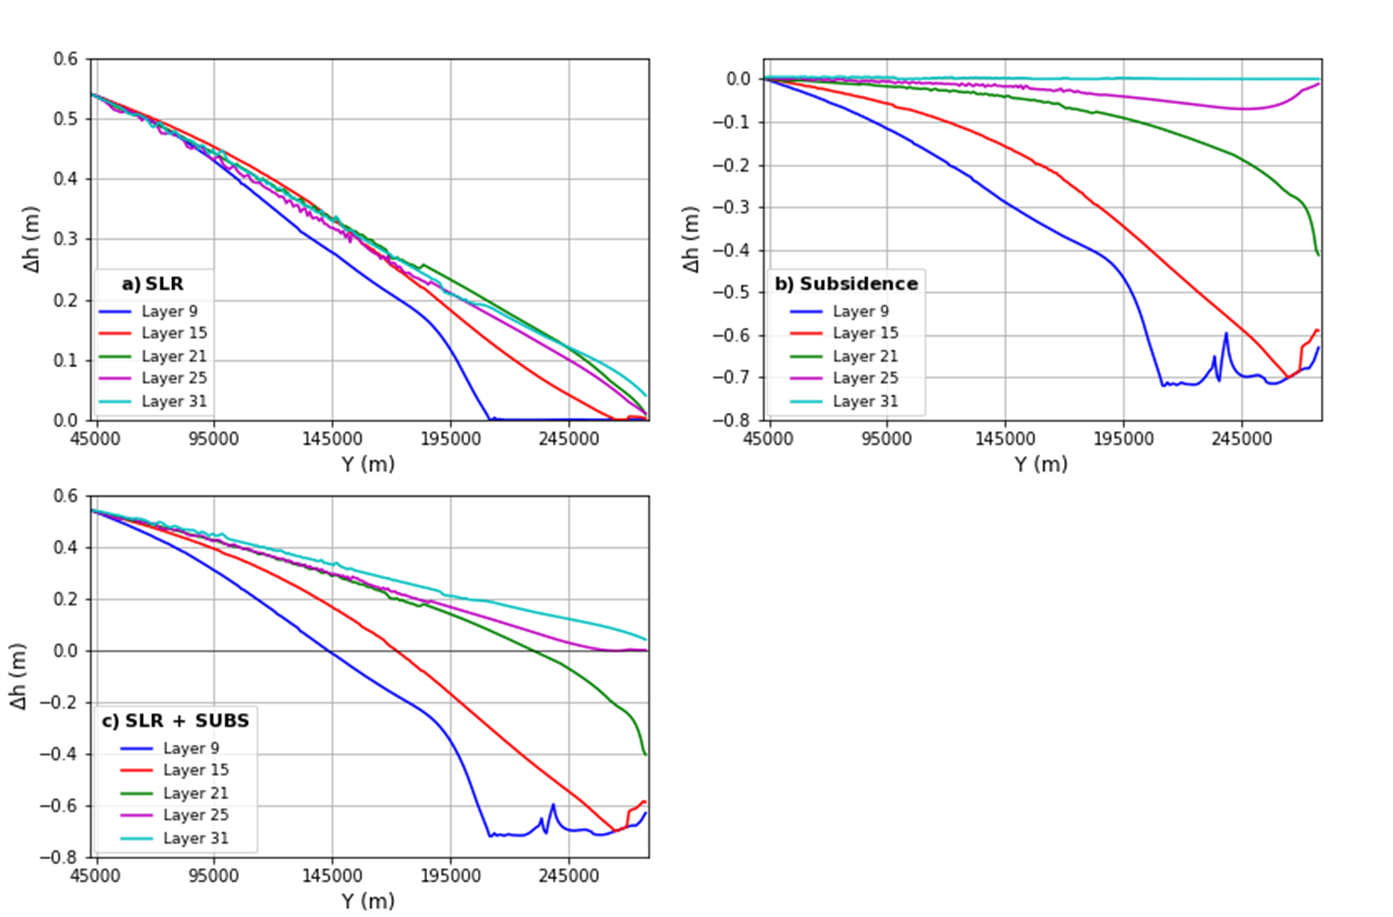 0.6
0.5
0.4
0.3
0.2
0.1
0.0
Δh (m)
a) SLR
Layer 9
Layer 15
Layer 21
Layer 25
Layer 31
45000 95000 145000 195000 245000
Y (m)
0.0
−0.1
−0.2
−0.3
−0.4
−0.5
−0.6
−0.7
−0.8
Δh (m)
b) Subsidence
Layer 9
Layer 15
Layer 21
Layer 25
Layer 31
45000 95000 145000 195000 245000
Y (m)
0.6
0.4
0.2
0.0
−0.2
−0.4
−0.6
−0.8
Δh (m)
c) SLR + SUBS
Layer 9
Layer 15
Layer 21
Layer 25
Layer 31
45000 95000 145000 195000 245000
Y (m)